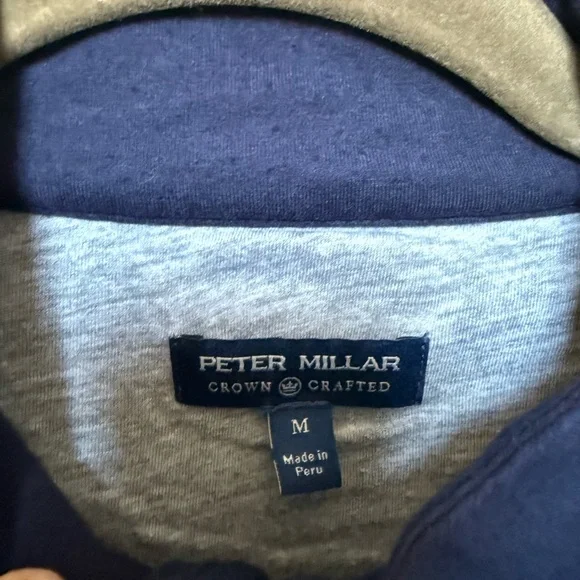 PETER MILLAR
CROWN CRAFTED
M
Made in
Peru